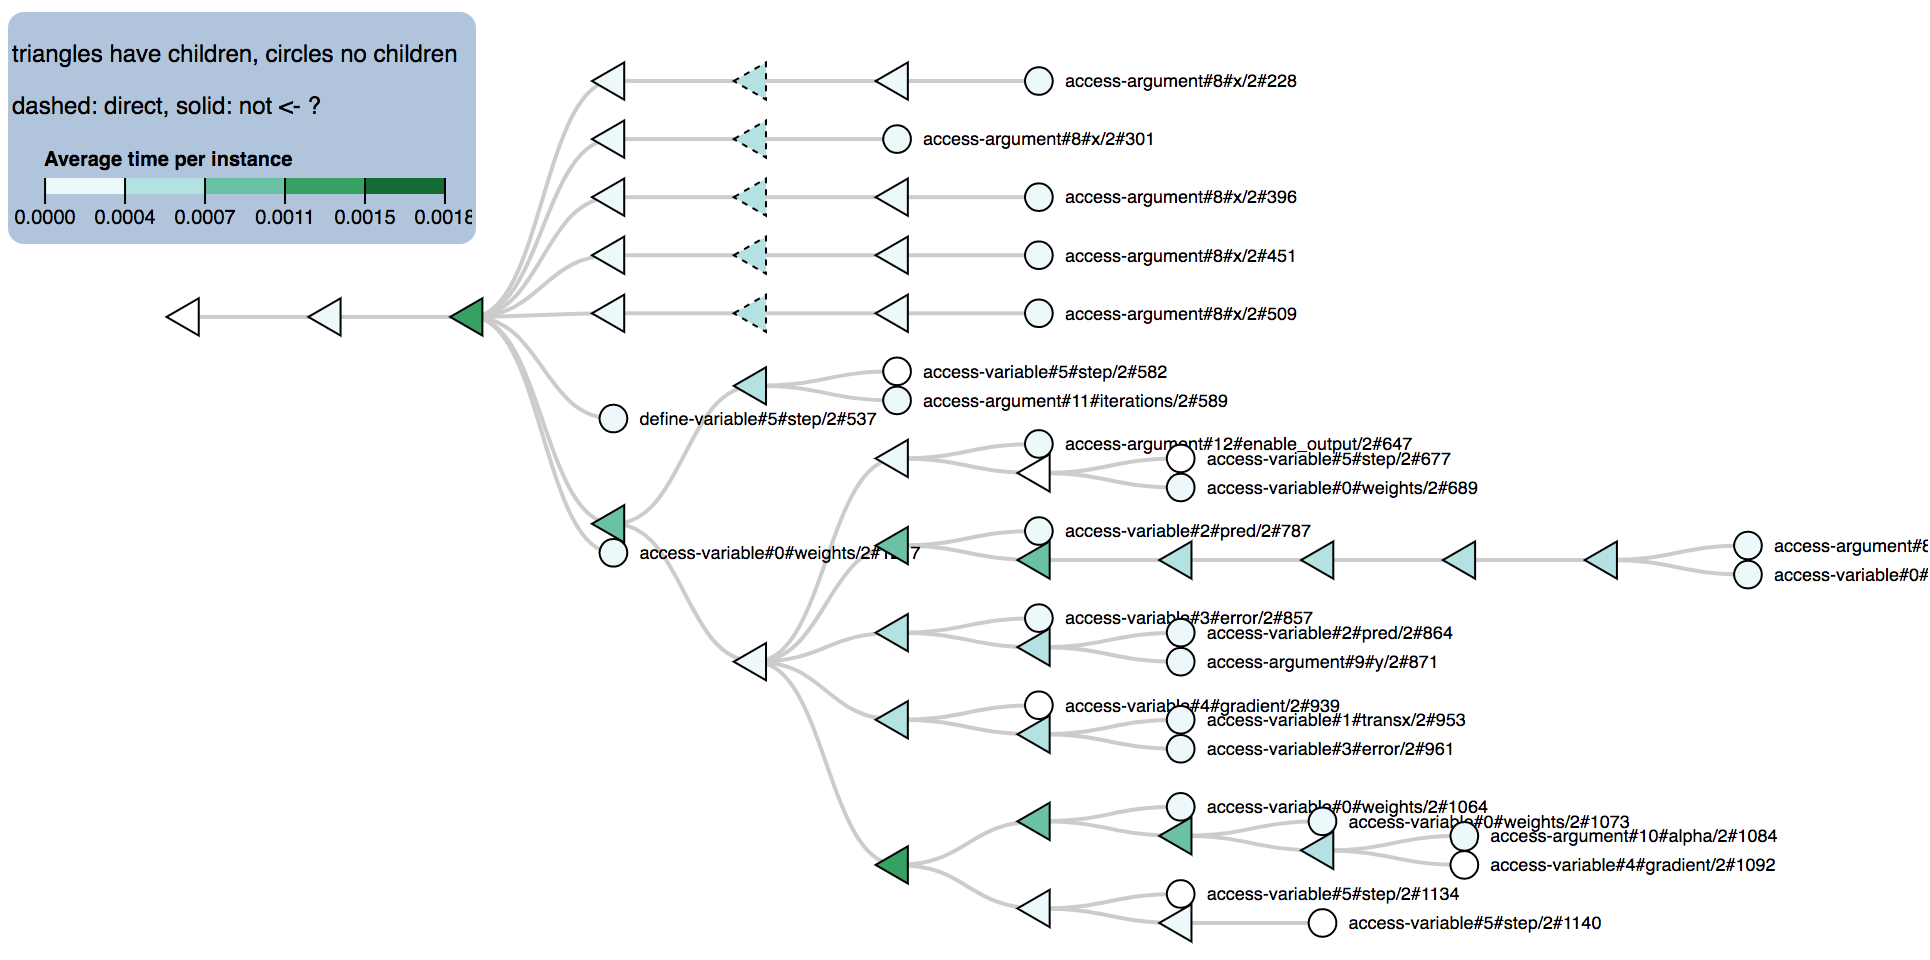 triangles have children, circles no children
dashed: direct, solid: not <- ?
Average time per instance
0.0000 0.0004 0.0007 0.0011 0.0015 0.0018
access-argument#8#x/2#228
access-argument#8#x/2#301
access-argument#8#x/2#396
access-argument#8#x/2#451
access-argument#8#x/2#509
access-variable#5#step/2#582
access-argument#11#iterations/2#589
define-variable#5#step/2#537
access-argument#12#enable_output/2#647
access-variable#5#step/2#677
access-variable#0#weights/2#689
access-variable#2#pred/2#787
access-argument#8
access-variable#0#weights/2#
access-variable#0#
access-variable#3#error/2#857
access-variable#2#pred/2#864
access-argument#9#y/2#871
access-variable#4#gradient/2#939
access-variable#1#transx/2#953
access-variable#3#error/2#961
access-variable#0#weights/2#1064
access-variable#0#weights/2#1073
access-argument#10#alpha/2#1084
access-variable#4#gradient/2#1092
access-variable#5#step/2#1134
access-variable#5#step/2#1140